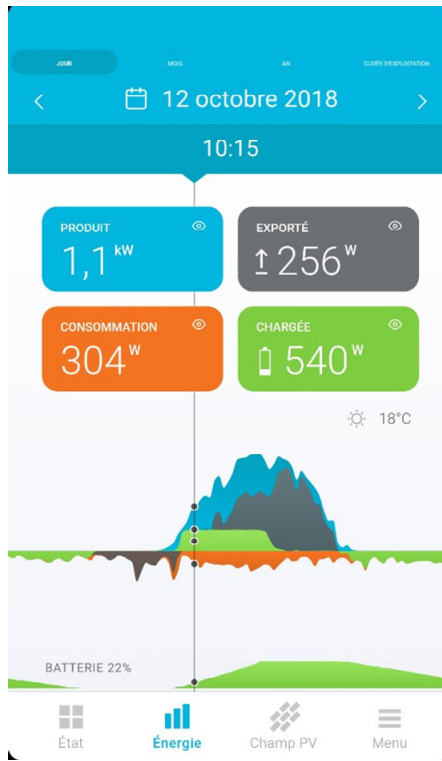 JOUR MOIS AN DURÉE D'EXPLOITATION
12 octobre 2018
10:15
PRODUIT
1,1 kW
EXPORTÉ
256 W
CONSOMMATION
304 W
CHARGÉE
540 W
18°C
BATTERIE 22%
État Énergie Champ PV Menu